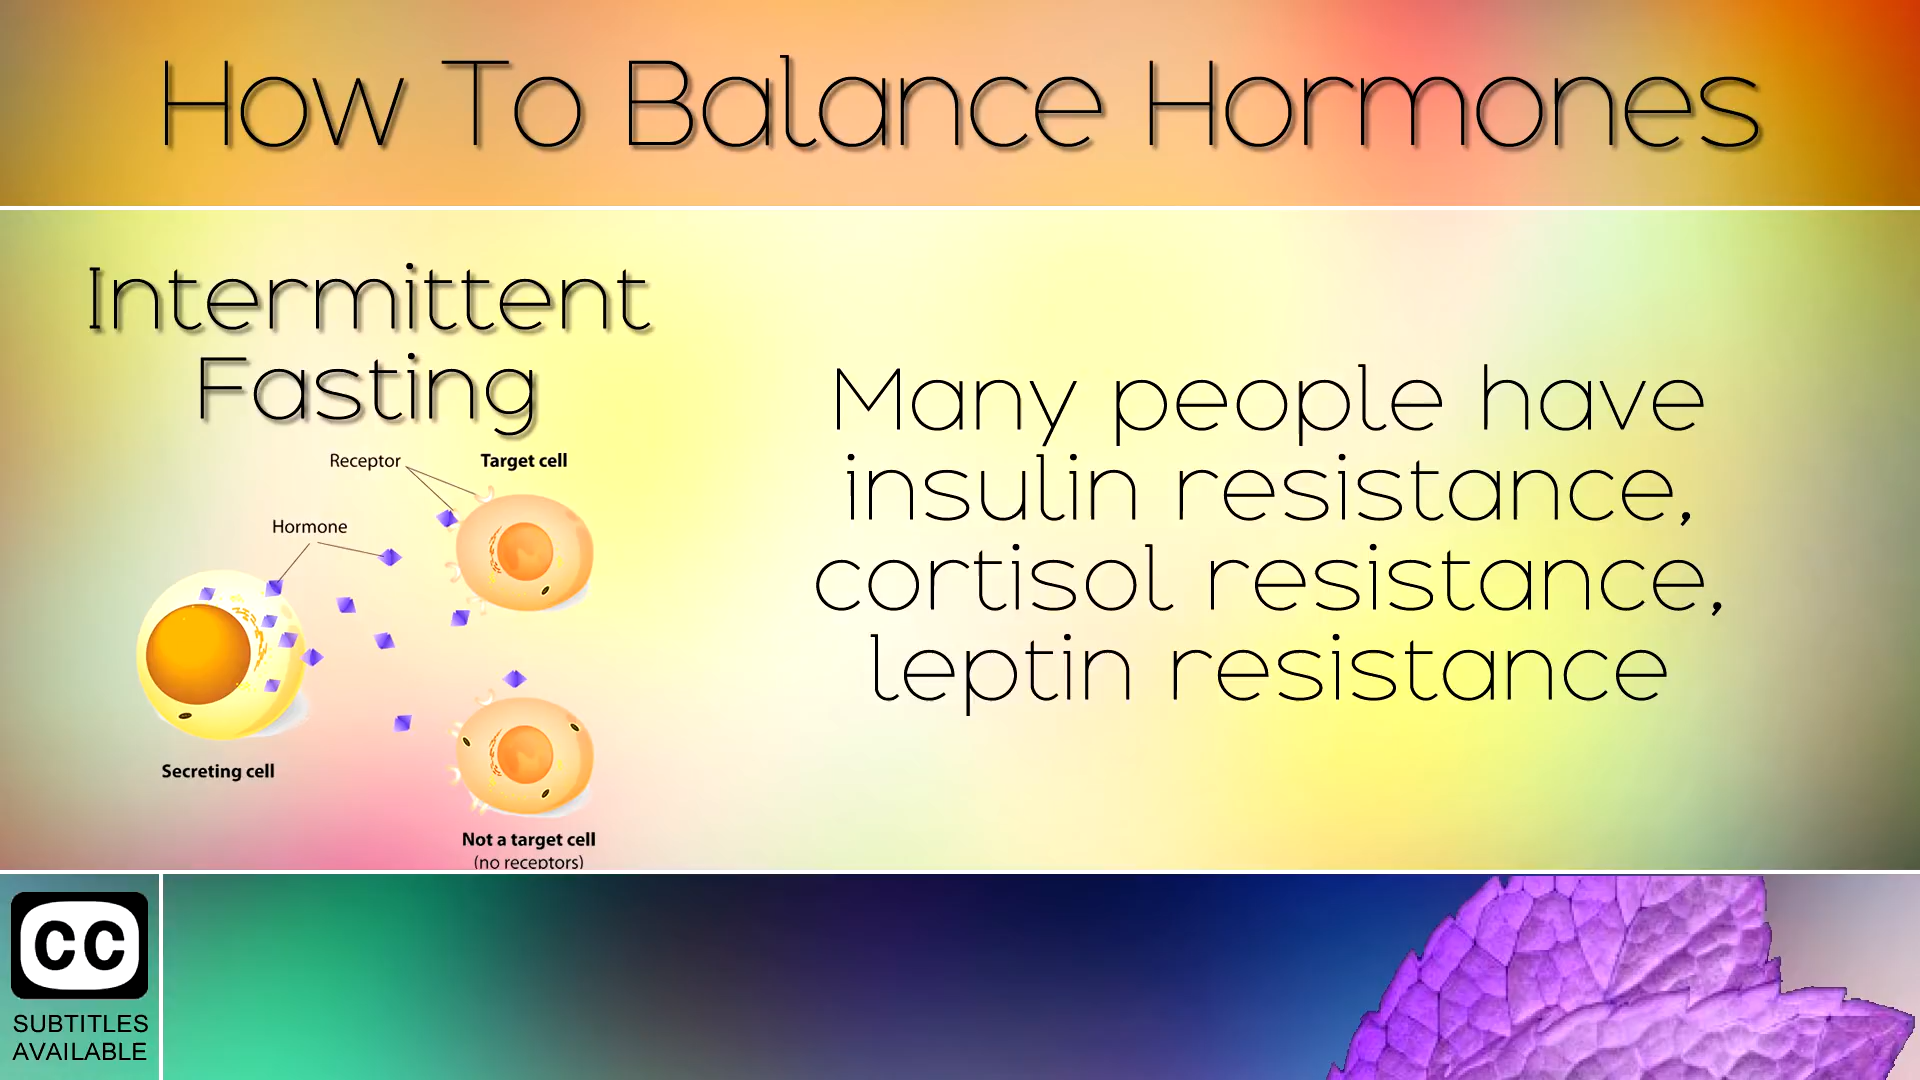 How To Balance Hormones
Intermittent
Fasting
Receptor
Target cell
Hormone
Secreting cell
Not a target cell
(no receptors)
Many people have
insulin resistance,
cortisol resistance,
leptin resistance
CC
SUBTITLES
AVAILABLE